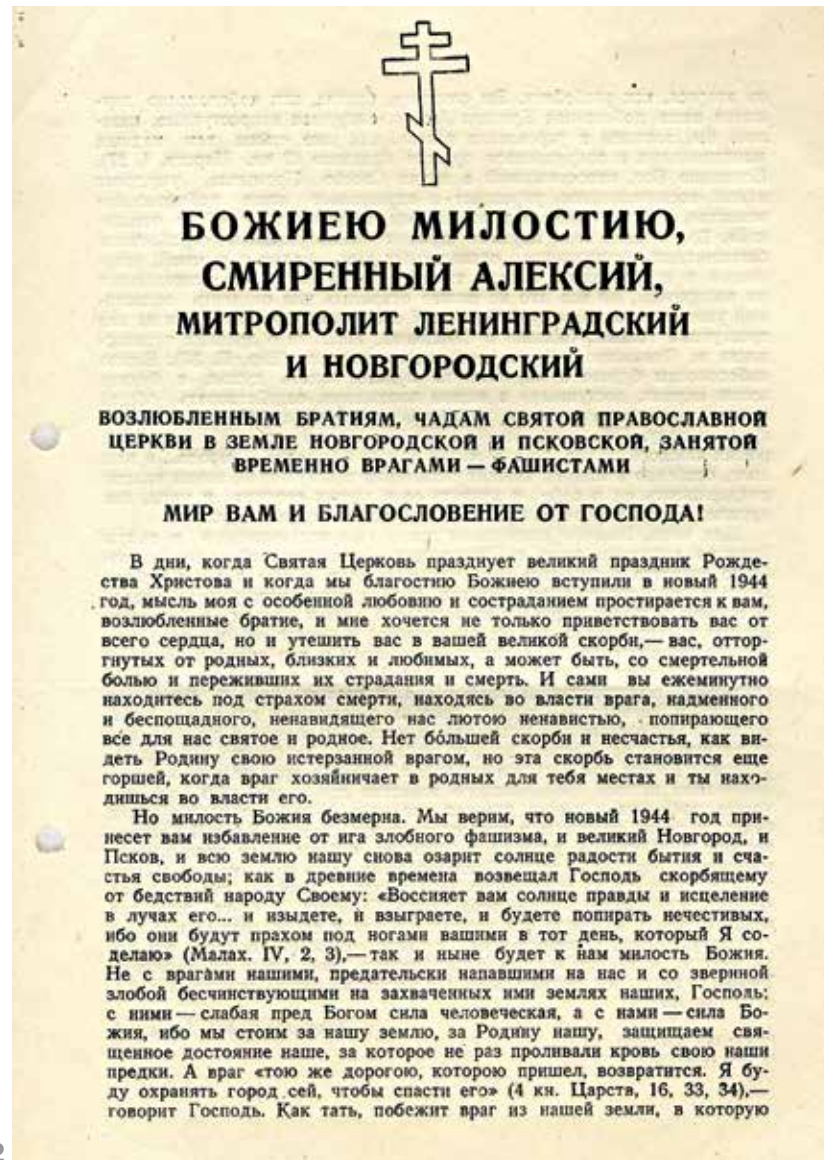 БОЖИЕЮ МИЛОСТИЮ,
СМИРЕННЫЙ АЛЕКСИЙ,
МИТРОПОЛИТ ЛЕНИНГРАДСКИЙ
И НОВГОРОДСКИЙ
ВОЗЛЮБЛЕННЫМ БРАТИЯМ, ЧАДАМ СВЯТОЙ ПРАВОСЛАВНОЙ
ЦЕРКВИ В ЗЕМЛЕ НОВГОРОДСКОЙ И ПСКОВСКОЙ, ЗАНЯТОЙ
ВРЕМЕННО ВРАГАМИ — ФАШИСТАМИ
МИР ВАМ И БЛАГОСЛОВЕНИЕ ОТ ГОСПОДА!
В дни, когда Святая Церковь празднует великий праздник Рожде-
ства Христова и когда мы благостию Божиею вступили в новый 1944
год, мысль моя с особенной любовию и состраданием простирается к вам,
возлюбленные братие, и мне хочется не только приветствовать вас от
всего сердца, но и утешить вас в вашей великой скорби,— вас, оттор-
гнутых от родных, близких и любимых, а может быть, со смертельной
болью и переживших их страдания и смерть. И сами вы ежеминутно
находитесь под страхом смерти, находясь во власти врага, надменного
и беспощадного, ненавидящего нас лютою ненавистью, попирающего
все для нас святое и родное. Нет бо́льшей скорби и несчастья, как ви-
деть Родину свою истерзанной врагом, но эта скорбь становится еще
горшей, когда враг хозяйничает в родных для тебя местах и ты нахо-
дишься во власти его.
Но милость Божия безмерна. Мы верим, что новый 1944 год при-
несет вам избавление от ига злобного фашизма, и великий Новгород, и
Псков, и всю землю нашу снова озарит солнце радости бытия и сча-
стья свободы; как в древние времена возвещал Господь скорбящему
от бедствий народу Своему: «Воссияет вам солнце правды и исцеление
в лучах его... и изыдете, и взыграете, и будете попирать нечестивых,
ибо они будут прахом под ногами вашими в тот день, который Я со-
делаю» (Малах. IV, 2, 3),— так и ныне будет к нам милость Божия.
Не с врагами нашими, предательски напавшими на нас и со звериной
злобой бесчинствующими на захваченных ими землях наших, Господь;
с ними — слабая пред Богом сила человеческая, а с нами — сила Бо-
жия, ибо мы стоим за нашу землю, за Родину нашу, защищаем свя-
щенное достояние наше, за которое не раз проливали кровь свою наши
предки. А враг «тою же дорогою, которою пришел, возвратится. Я бу-
ду охранять город сей, чтобы спасти его» (4 кн. Царств, 16, 33, 34),—
говорит Господь. Как тать, побежит враг из нашей земли, в которую